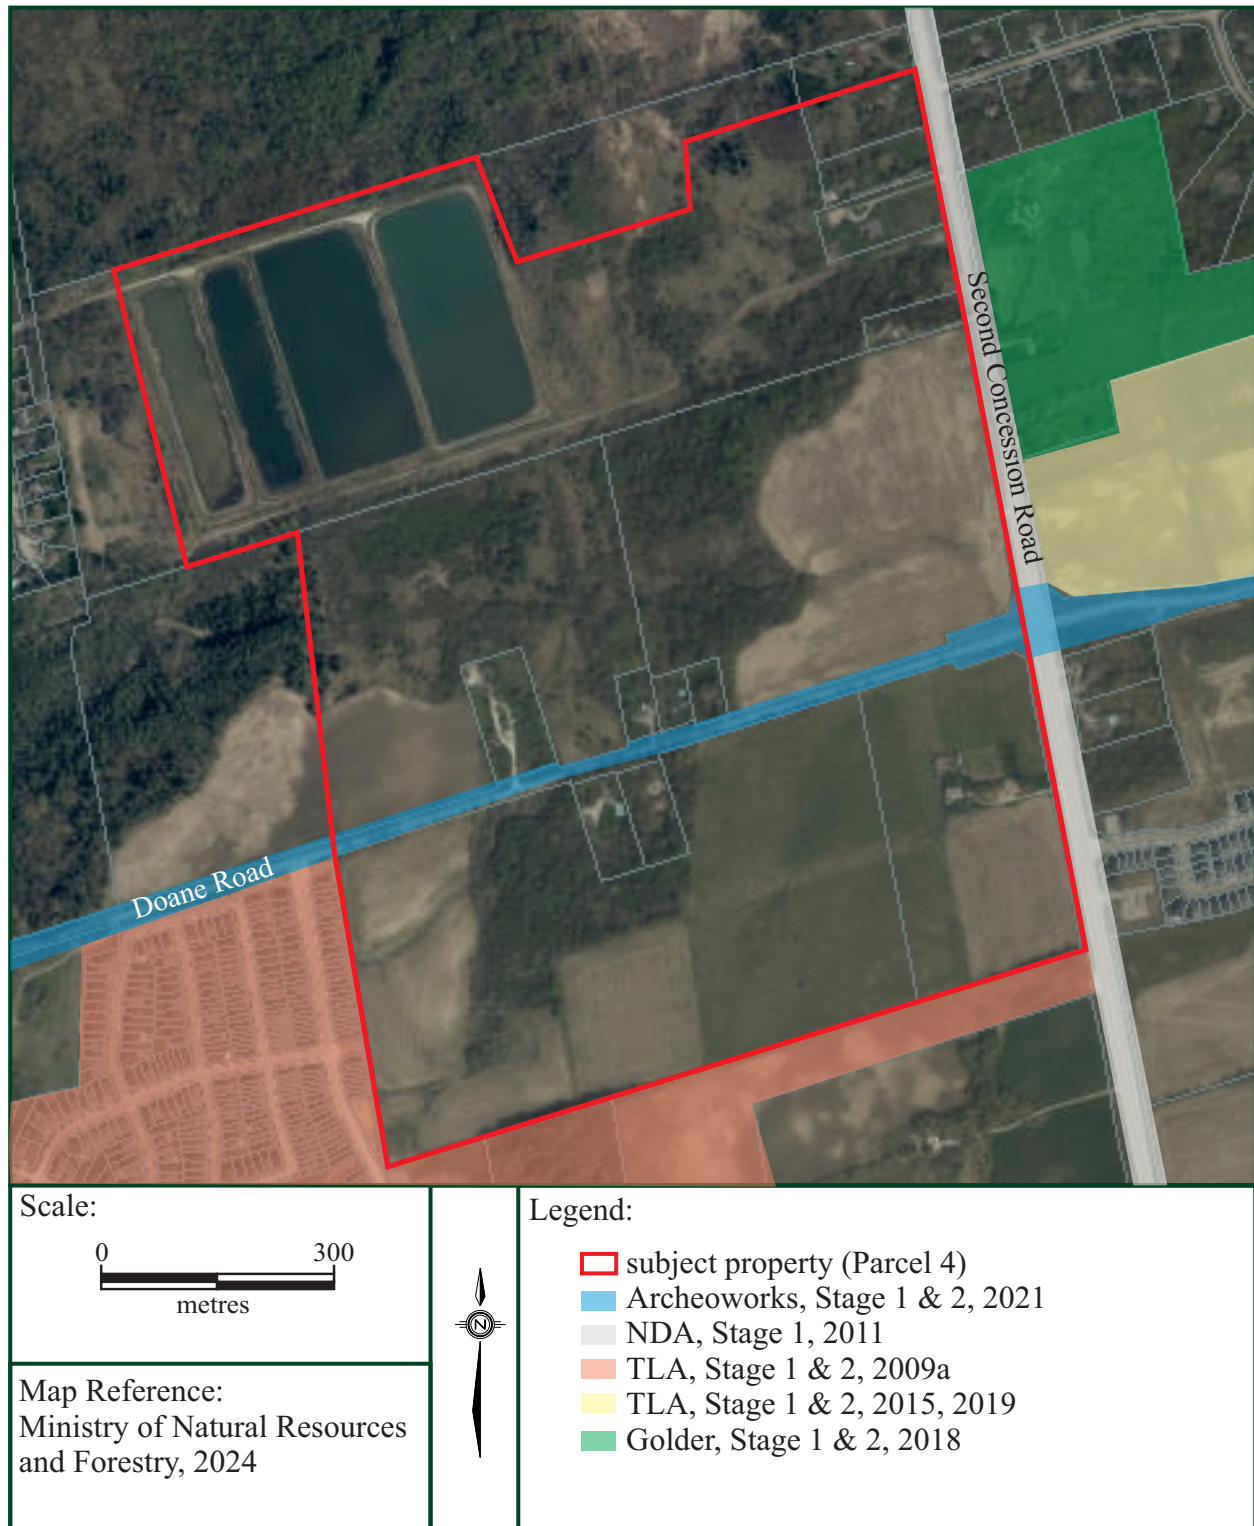 Second Concession Road
Doane Road
Scale:
0 300
metres
Map Reference:
Ministry of Natural Resources
and Forestry, 2024
N
Legend:
subject property (Parcel 4)
Archeoworks, Stage 1 & 2, 2021
NDA, Stage 1, 2011
TLA, Stage 1 & 2, 2009a
TLA, Stage 1 & 2, 2015, 2019
Golder, Stage 1 & 2, 2018